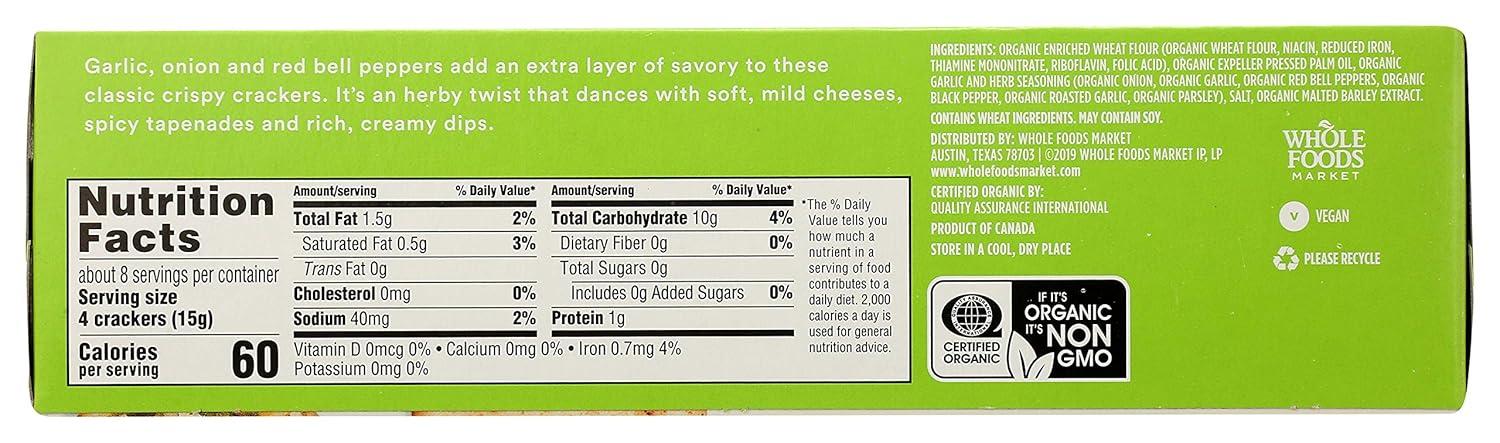 Garlic, onion and red bell peppers add an extra layer of savory to these
classic crispy crackers. It's an herby twist that dances with soft, mild cheeses,
spicy tapenades and rich, creamy dips.
Nutrition
Facts
about 8 servings per container
Serving size
4 crackers (15g)
Calories
per serving 60
Amount/serving % Daily Value*
Total Fat 1.5g 2%
Saturated Fat 0.5g 3%
Trans Fat 0g
Cholesterol 0mg 0%
Sodium 40mg 2%
Amount/serving % Daily Value*
Total Carbohydrate 10g 4%
Dietary Fiber 0g 0%
Total Sugars 0g
Includes 0g Added Sugars 0%
Protein 1g
Vitamin D 0mcg 0% • Calcium 0mg 0% • Iron 0.7mg 4%
Potassium 0mg 0%
*The % Daily
Value tells you
how much a
nutrient in a
serving of food
contributes to a
daily diet. 2,000
calories a day is
used for general
nutrition advice.
INGREDIENTS: ORGANIC ENRICHED WHEAT FLOUR (ORGANIC WHEAT FLOUR, NIACIN, REDUCED IRON,
THIAMINE MONONITRATE, RIBOFLAVIN, FOLIC ACID), ORGANIC EXPELLER PRESSED PALM OIL, ORGANIC
GARLIC AND HERB SEASONING (ORGANIC ONION, ORGANIC GARLIC, ORGANIC RED BELL PEPPERS, ORGANIC
BLACK PEPPER, ORGANIC ROASTED GARLIC, ORGANIC PARSLEY), SALT, ORGANIC MALTED BARLEY EXTRACT.
CONTAINS WHEAT INGREDIENTS. MAY CONTAIN SOY.
DISTRIBUTED BY: WHOLE FOODS MARKET
AUSTIN, TEXAS 78703 | ©2019 WHOLE FOODS MARKET IP, LP
www.wholefoodsmarket.com
CERTIFIED ORGANIC BY:
QUALITY ASSURANCE INTERNATIONAL
PRODUCT OF CANADA
STORE IN A COOL, DRY PLACE
WHOLE
FOODS
MARKET
V VEGAN
PLEASE RECYCLE
CERTIFIED
ORGANIC
IF IT'S
ORGANIC
IT'S NON
GMO